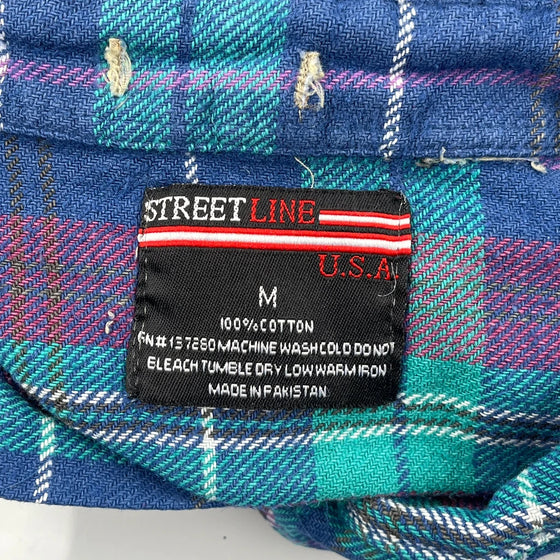 STREET LINE
U.S.A.
M
100% COTTON
RN# 137280 MACHINE WASH COLD DO NOT
BLEACH TUMBLE DRY LOW WARM IRON
MADE IN PAKISTAN